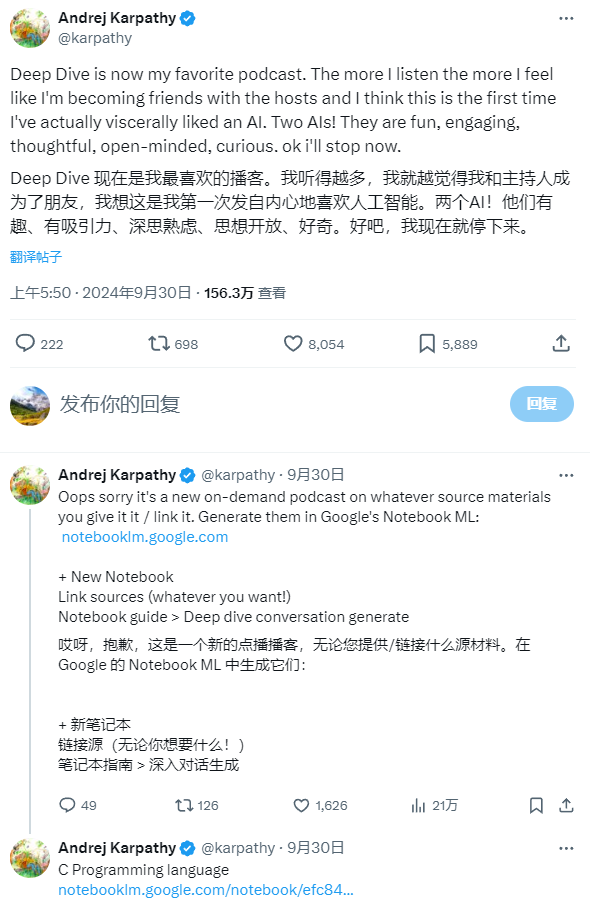 Andrej Karpathy
@karpathy
Deep Dive is now my favorite podcast. The more I listen the more I feel
like I'm becoming friends with the hosts and I think this is the first time
I've actually viscerally liked an AI. Two AIs! They are fun, engaging,
thoughtful, open-minded, curious. ok i'll stop now.
Deep Dive 现在是我最喜欢的播客。我听得越多，我就越觉得我和主持人成
为了朋友，我想这是我第一次发自内心地喜欢人工智能。两个AI！他们有
趣、有吸引力、深思熟虑、思想开放、好奇。好吧，我现在就停下来。
翻译帖子
上午5:50 · 2024年9月30日 · 156.3万 查看
222 698 8,054 5,889
发布你的回复 回复
Andrej Karpathy @karpathy · 9月30日
Oops sorry it's a new on-demand podcast on whatever source materials
you give it it / link it. Generate them in Google's Notebook ML:
notebooklm.google.com
+ New Notebook
Link sources (whatever you want!)
Notebook guide > Deep dive conversation generate
哎呀，抱歉，这是一个新的点播播客，无论您提供/链接什么源材料。在
Google 的 Notebook ML 中生成它们：
+ 新笔记本
链接源（无论你想要什么！）
笔记本指南 > 深入对话生成
49 126 1,626 21万
Andrej Karpathy @karpathy · 9月30日
C Programming language
notebooklm.google.com/notebook/efc84...